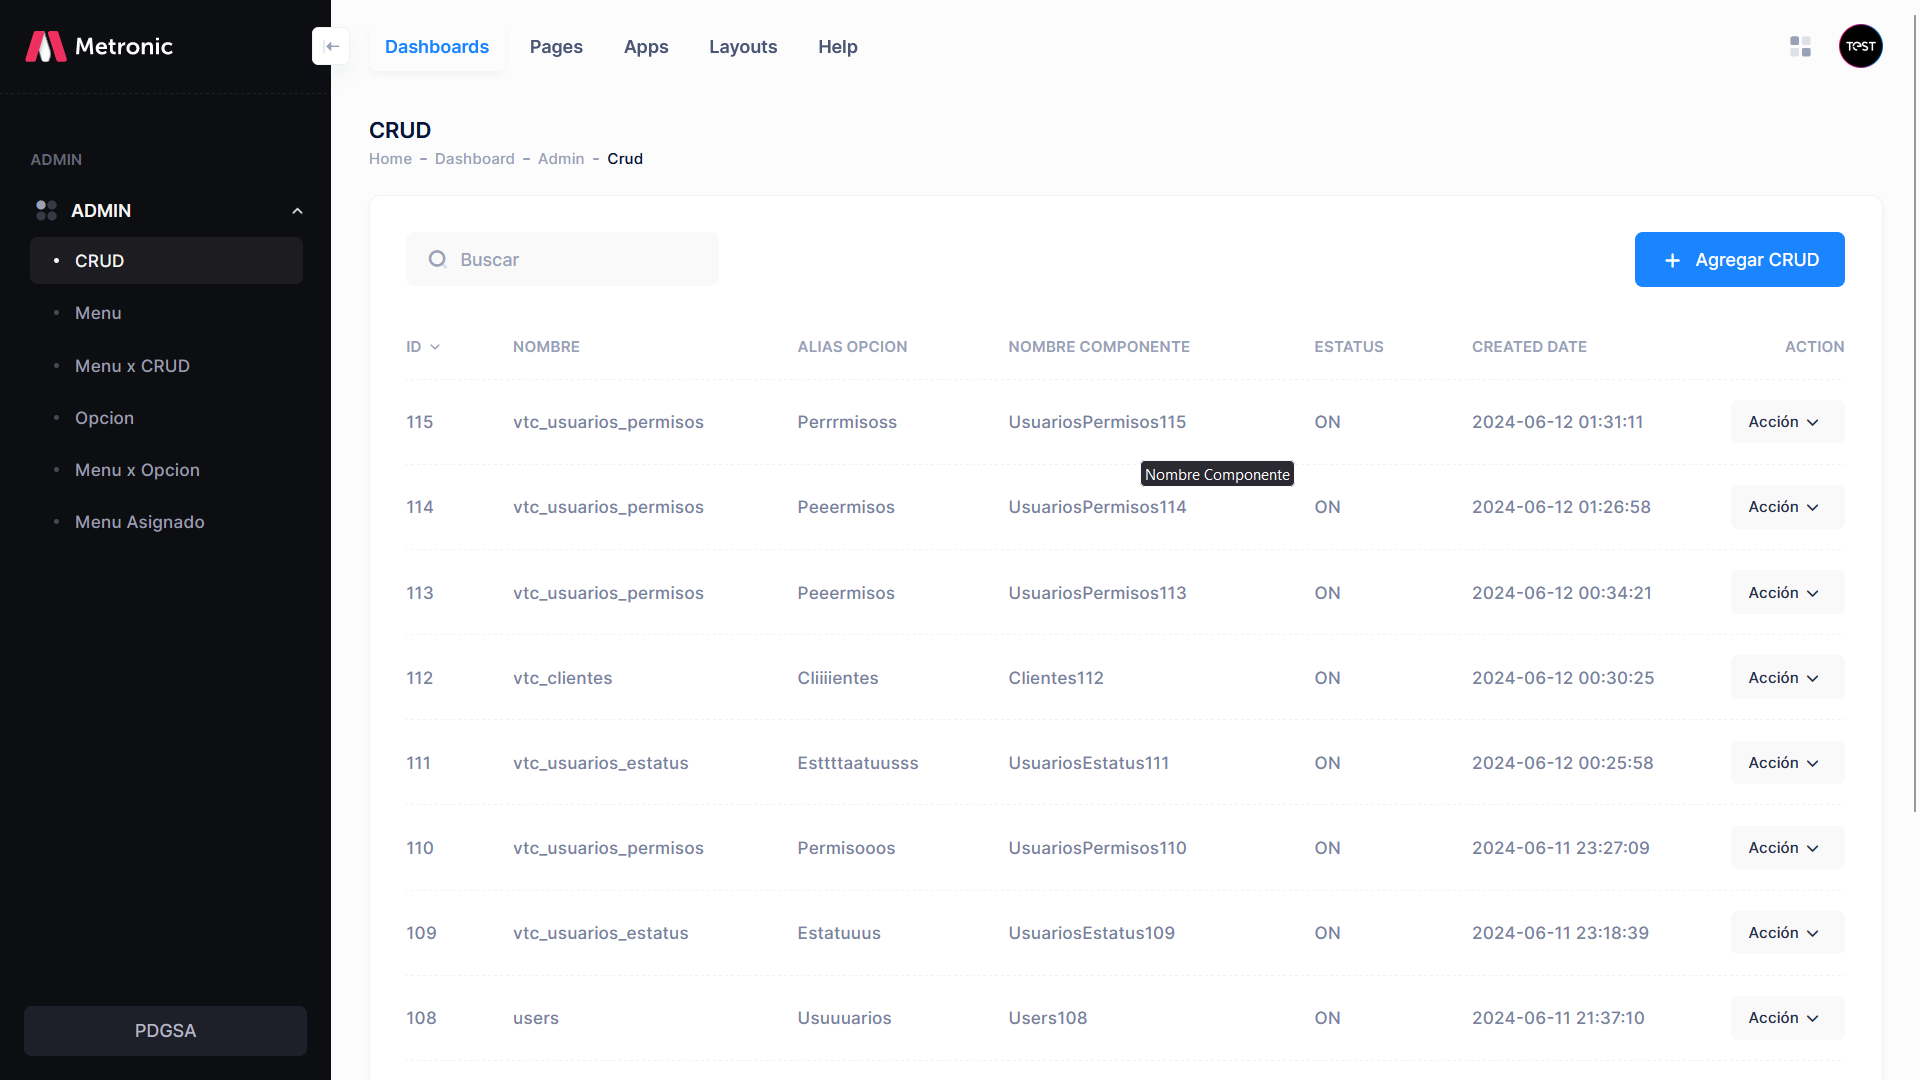 Metronic
Dashboards
Pages
Apps
Layouts
Help
TEST
CRUD
Home - Dashboard - Admin - Crud
ADMIN
ADMIN
CRUD
Menu
Menu x CRUD
Opcion
Menu x Opcion
Menu Asignado
PDGSA
Buscar
Agregar CRUD
ID NOMBRE ALIAS OPCION NOMBRE COMPONENTE ESTATUS CREATED DATE ACTION
115 vtc_usuarios_permisos Perrrmisoss UsuariosPermisos115 ON 2024-06-12 01:31:11 Acción
Nombre Componente
114 vtc_usuarios_permisos Peeermisos UsuariosPermisos114 ON 2024-06-12 01:26:58 Acción
113 vtc_usuarios_permisos Peeermisos UsuariosPermisos113 ON 2024-06-12 00:34:21 Acción
112 vtc_clientes Cliiiientes Clientes112 ON 2024-06-12 00:30:25 Acción
111 vtc_usuarios_estatus Esttttaatuusss UsuariosEstatus111 ON 2024-06-12 00:25:58 Acción
110 vtc_usuarios_permisos Permisooos UsuariosPermisos110 ON 2024-06-11 23:27:09 Acción
109 vtc_usuarios_estatus Estatuuus UsuariosEstatus109 ON 2024-06-11 23:18:39 Acción
108 users Usuuuarios Users108 ON 2024-06-11 21:37:10 Acción